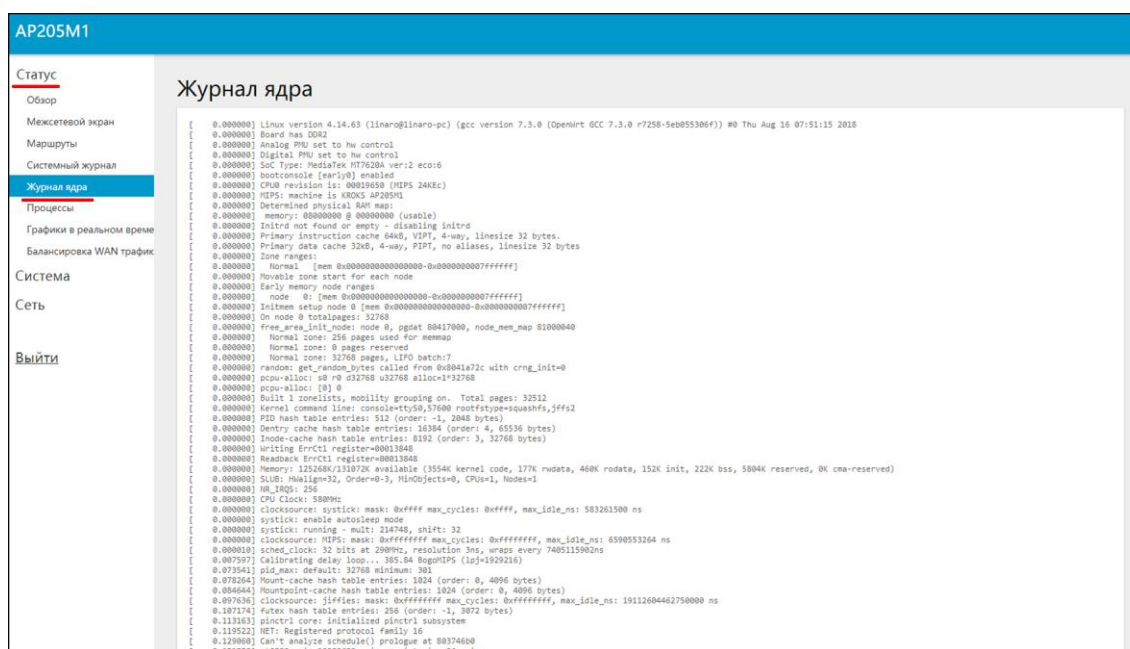 AP205M1
Статус
Обзор
Межсетевой экран
Маршруты
Системный журнал
Журнал ядра
Процессы
Графики в реальном време
Балансировка WAN трафик
Система
Сеть
Выйти
Журнал ядра
[ 0.000000] Linux version 4.14.63 (linaro@linaro-pc) (gcc version 7.3.0 (OpenWrt GCC 7.3.0 r7258-5eb055306f)) #0 Thu Aug 16 07:51:15 2018
[ 0.000000] Board has DDR2
[ 0.000000] Analog PMU set to hw control
[ 0.000000] Digital PMU set to hw control
[ 0.000000] SoC Type: MediaTek MT7620A ver:2 eco:6
[ 0.000000] bootconsole [early0] enabled
[ 0.000000] CPU0 revision is: 00019650 (MIPS 24KEc)
[ 0.000000] MIPS: machine is KROKS AP205M1
[ 0.000000] Determined physical RAM map:
[ 0.000000] memory: 08000000 @ 00000000 (usable)
[ 0.000000] Initrd not found or empty - disabling initrd
[ 0.000000] Primary instruction cache 64kB, VIPT, 4-way, linesize 32 bytes.
[ 0.000000] Primary data cache 32kB, 4-way, PIPT, no aliases, linesize 32 bytes
[ 0.000000] Zone ranges:
[ 0.000000] Normal [mem 0x0000000000000000-0x0000000007ffffff]
[ 0.000000] Movable zone start for each node
[ 0.000000] Early memory node ranges
[ 0.000000] node 0: [mem 0x0000000000000000-0x0000000007ffffff]
[ 0.000000] Initmem setup node 0 [mem 0x0000000000000000-0x0000000007ffffff]
[ 0.000000] On node 0 totalpages: 32768
[ 0.000000] free_area_init_node: node 0, pgdat 80417000, node_mem_map 81000040
[ 0.000000] Normal zone: 256 pages used for memmap
[ 0.000000] Normal zone: 0 pages reserved
[ 0.000000] Normal zone: 32768 pages, LIFO batch:7
[ 0.000000] random: get_random_bytes called from 0x8041a72c with crng_init=0
[ 0.000000] pcpu-alloc: s0 r0 d32768 u32768 alloc=1*32768
[ 0.000000] pcpu-alloc: [0] 0
[ 0.000000] Built 1 zonelists, mobility grouping on. Total pages: 32512
[ 0.000000] Kernel command line: console=ttyS0,57600 rootfstype=squashfs,jffs2
[ 0.000000] PID hash table entries: 512 (order: -1, 2048 bytes)
[ 0.000000] Dentry cache hash table entries: 16384 (order: 4, 65536 bytes)
[ 0.000000] Inode-cache hash table entries: 8192 (order: 3, 32768 bytes)
[ 0.000000] Writing ErrCtl register=00013848
[ 0.000000] Readback ErrCtl register=00013848
[ 0.000000] Memory: 125268K/131072K available (3554K kernel code, 177K rwdata, 460K rodata, 152K init, 222K bss, 5804K reserved, 0K cma-reserved)
[ 0.000000] SLUB: HWalign=32, Order=0-3, MinObjects=0, CPUs=1, Nodes=1
[ 0.000000] NR_IRQS: 256
[ 0.000000] CPU Clock: 580MHz
[ 0.000000] clocksource: systick: mask: 0xffff max_cycles: 0xffff, max_idle_ns: 583261500 ns
[ 0.000000] systick: enable autosleep mode
[ 0.000000] systick: running - mult: 214748, shift: 32
[ 0.000000] clocksource: MIPS: mask: 0xffffffff max_cycles: 0xffffffff, max_idle_ns: 6590553264 ns
[ 0.000010] sched_clock: 32 bits at 290MHz, resolution 3ns, wraps every 7405115902ns
[ 0.007597] Calibrating delay loop... 385.84 BogoMIPS (lpj=1929216)
[ 0.073541] pid_max: default: 32768 minimum: 301
[ 0.078264] Mount-cache hash table entries: 1024 (order: 0, 4096 bytes)
[ 0.084644] Mountpoint-cache hash table entries: 1024 (order: 0, 4096 bytes)
[ 0.097636] clocksource: jiffies: mask: 0xffffffff max_cycles: 0xffffffff, max_idle_ns: 19112604462750000 ns
[ 0.107174] futex hash table entries: 256 (order: -1, 3072 bytes)
[ 0.113163] pinctrl core: initialized pinctrl subsystem
[ 0.119522] NET: Registered protocol family 16
[ 0.129060] Can't analyze schedule() prologue at 803746b0